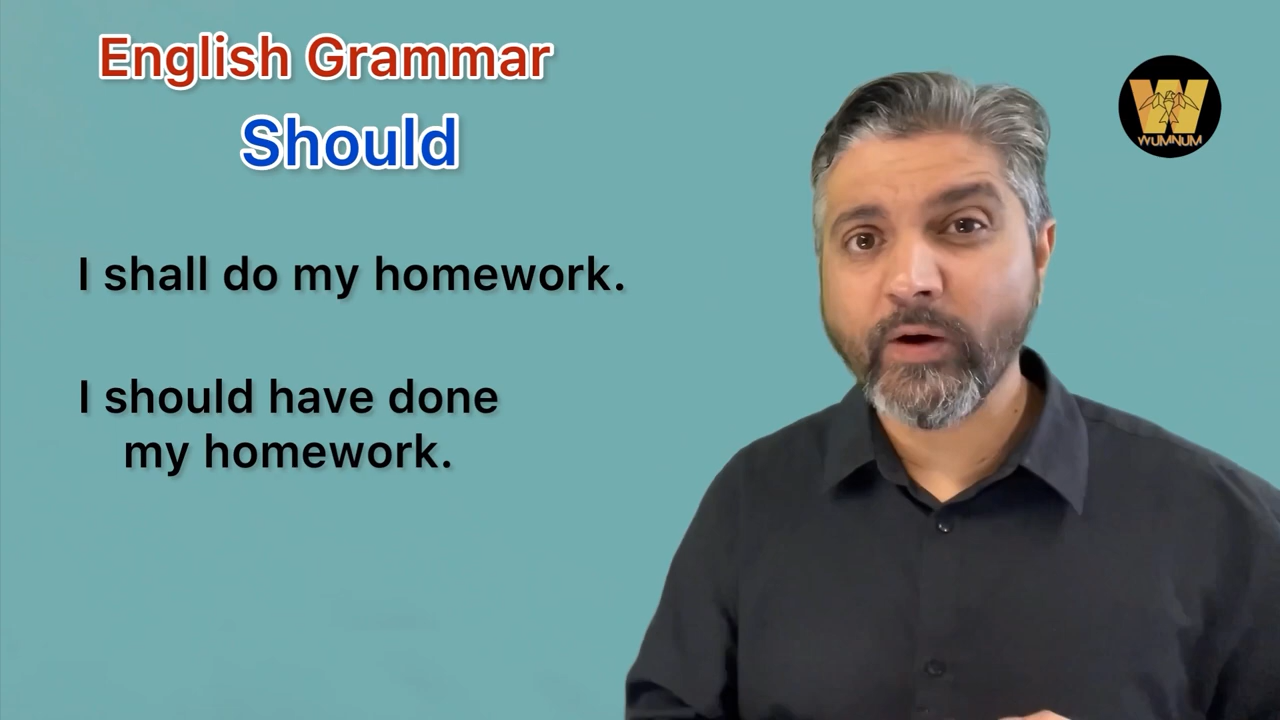 English Grammar
Should
W
WUMNUM
I shall do my homework.
I should have done
my homework.